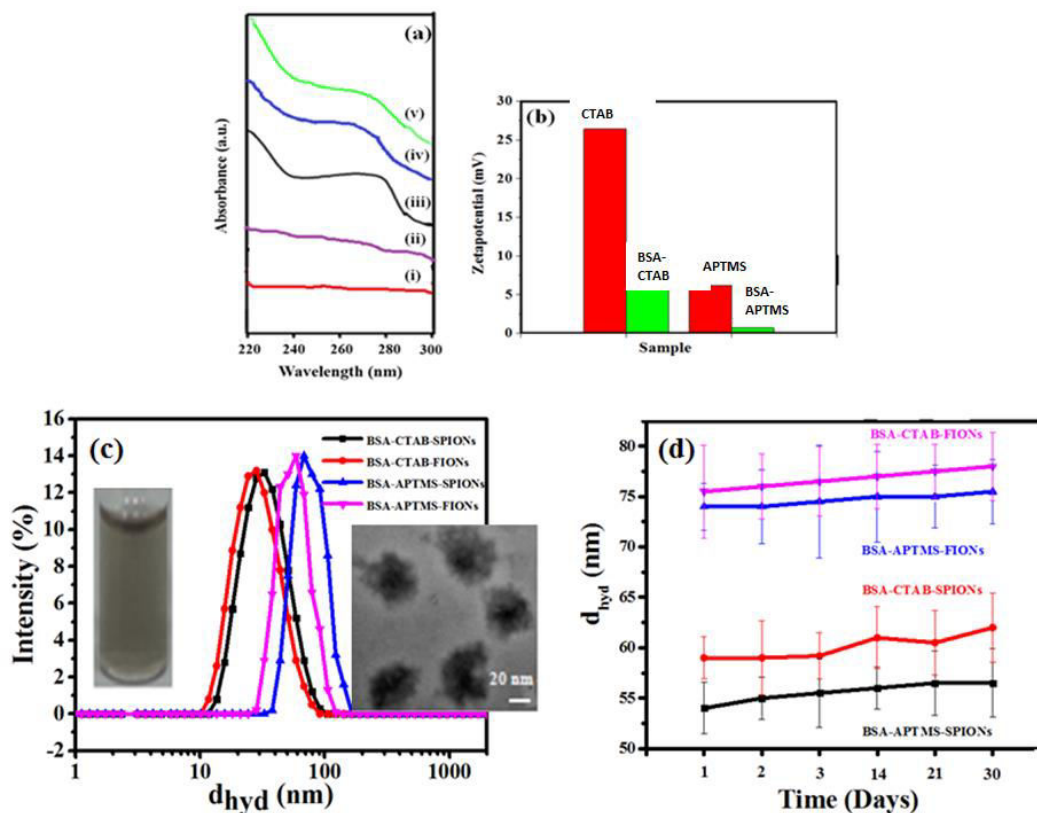 (a)
(v)
(iv)
(iii)
(ii)
(i)
Absorbance (a.u.)
220 240 260 280 300
Wavelength (nm)
(b)
30
25
20
15
10
5
0
Zetapotential (mV)
CTAB
BSA-
CTAB
APTMS
BSA-
APTMS
Sample
(c)
16
14
12
10
8
6
4
2
0
-2
Intensity (%)
BSA-CTAB-SPIONs
BSA-CTAB-FIONs
BSA-APTMS-SPIONs
BSA-APTMS-FIONs
20 nm
1 10 100 1000
dhyd (nm)
(d)
80
75
70
65
60
55
50
dhyd (nm)
BSA-CTAB-FIONs
BSA-APTMS-FIONs
BSA-CTAB-SPIONs
BSA-APTMS-SPIONs
1 2 3 14 21 30
Time (Days)